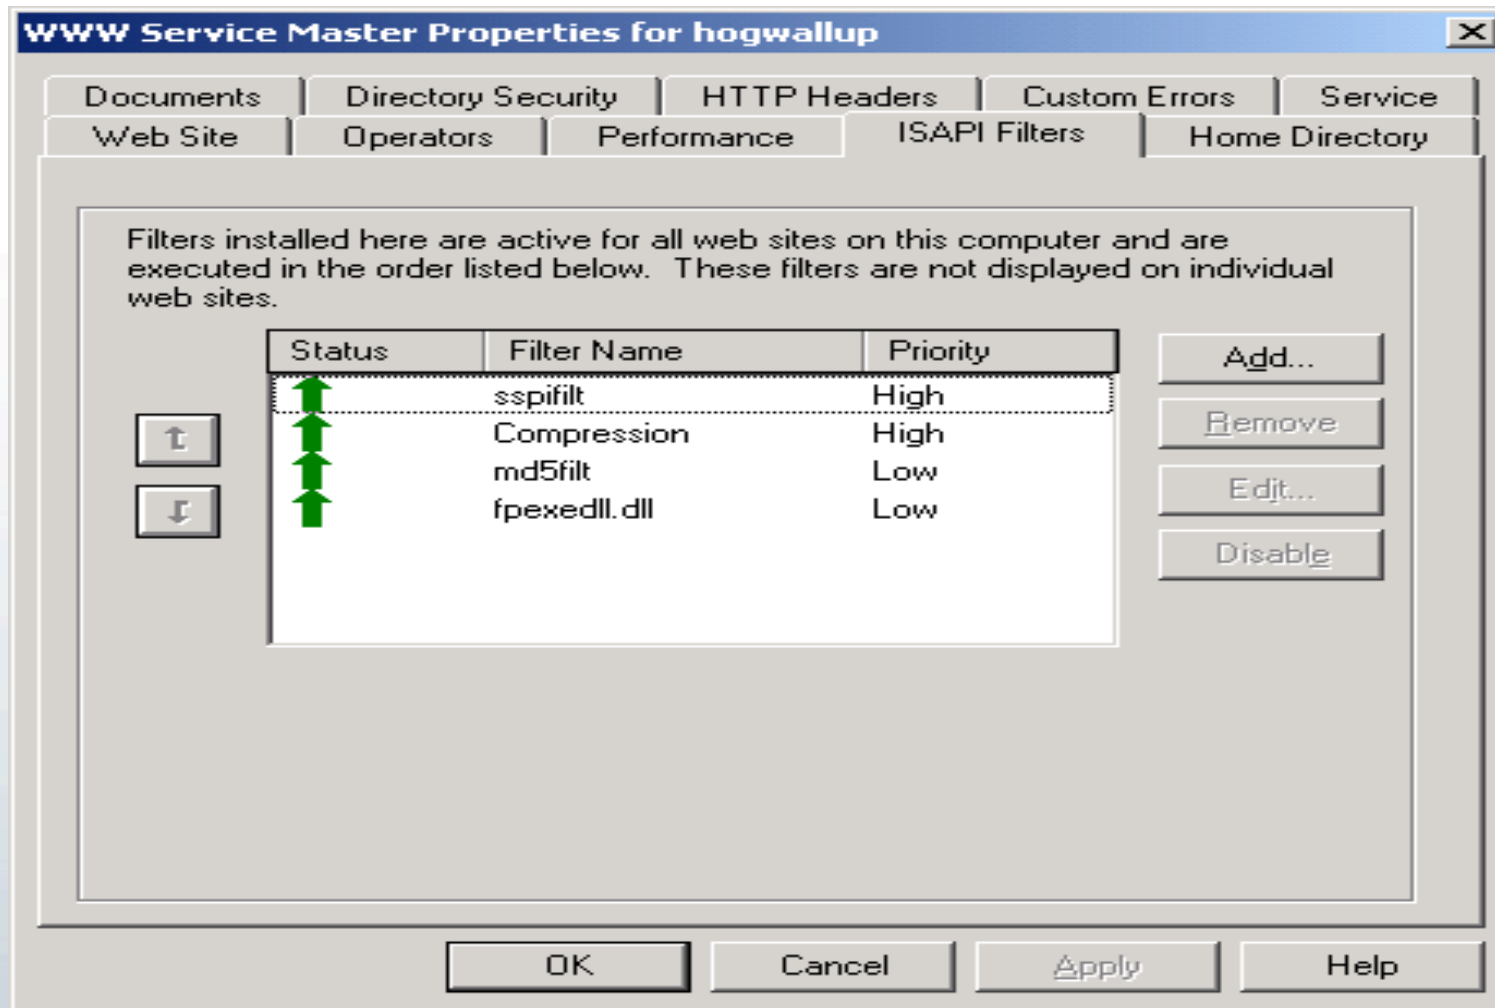 WWW Service Master Properties for hogwallup
Documents Directory Security HTTP Headers Custom Errors Service
Web Site Operators Performance ISAPI Filters Home Directory
Filters installed here are active for all web sites on this computer and are
executed in the order listed below. These filters are not displayed on individual
web sites.
Status Filter Name Priority
sspifilt High
Compression High
md5filt Low
fpexedll.dll Low
Add...
Remove
Edit...
Disable
OK Cancel Apply Help